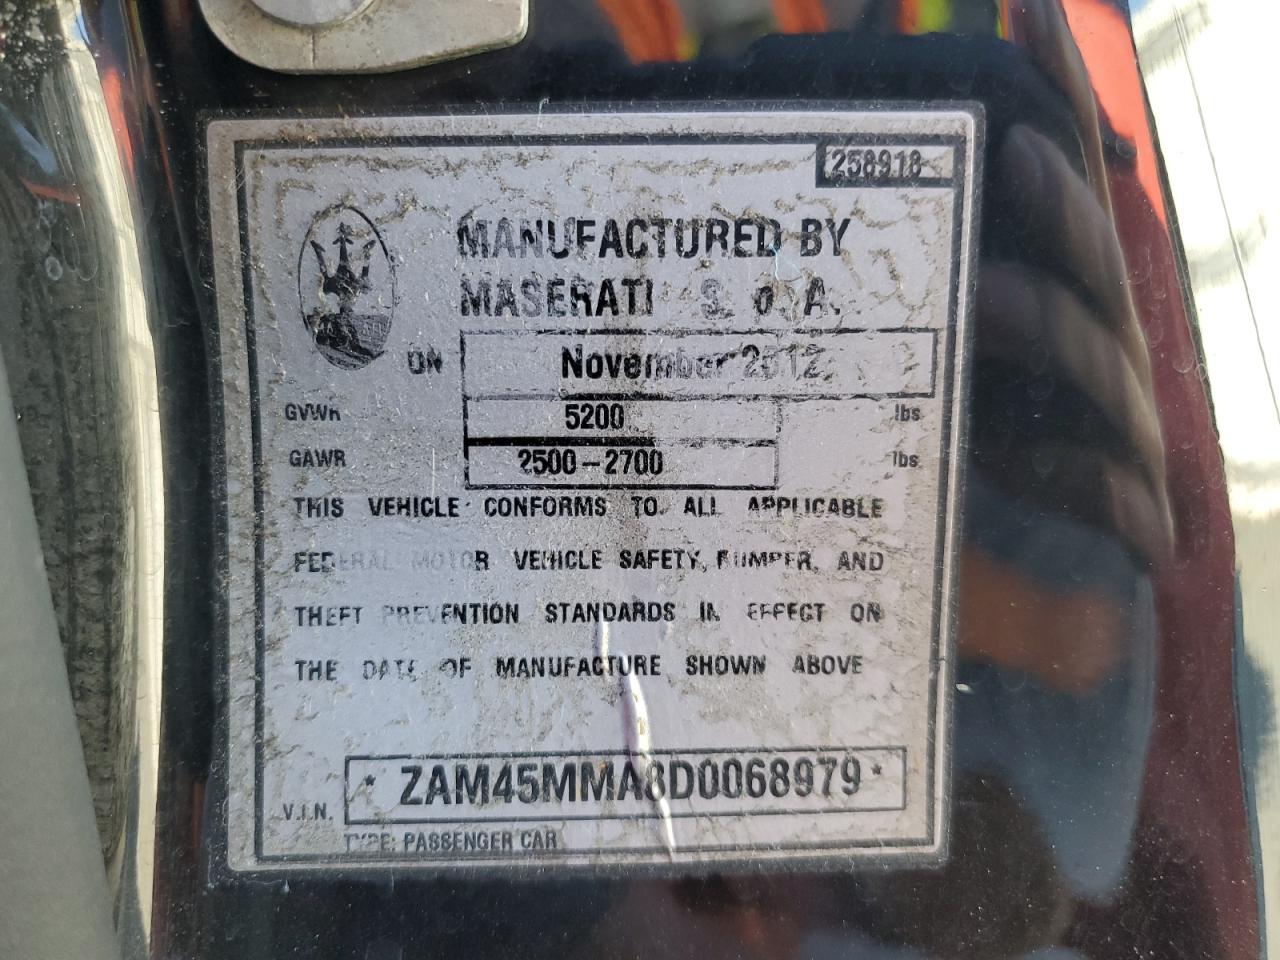 258918
MANUFACTURED BY
MASERATI S. p. A.
ON November 2012
GVWR 5200 lbs
GAWR 2500-2700 lbs
THIS VEHICLE CONFORMS TO ALL APPLICABLE
FEDERAL MOTOR VEHICLE SAFETY, BUMPER, AND
THEFT PREVENTION STANDARDS IN EFFECT ON
THE DATE OF MANUFACTURE SHOWN ABOVE
V.I.N. * ZAM45MMA8D0068979 *
TYPE: PASSENGER CAR